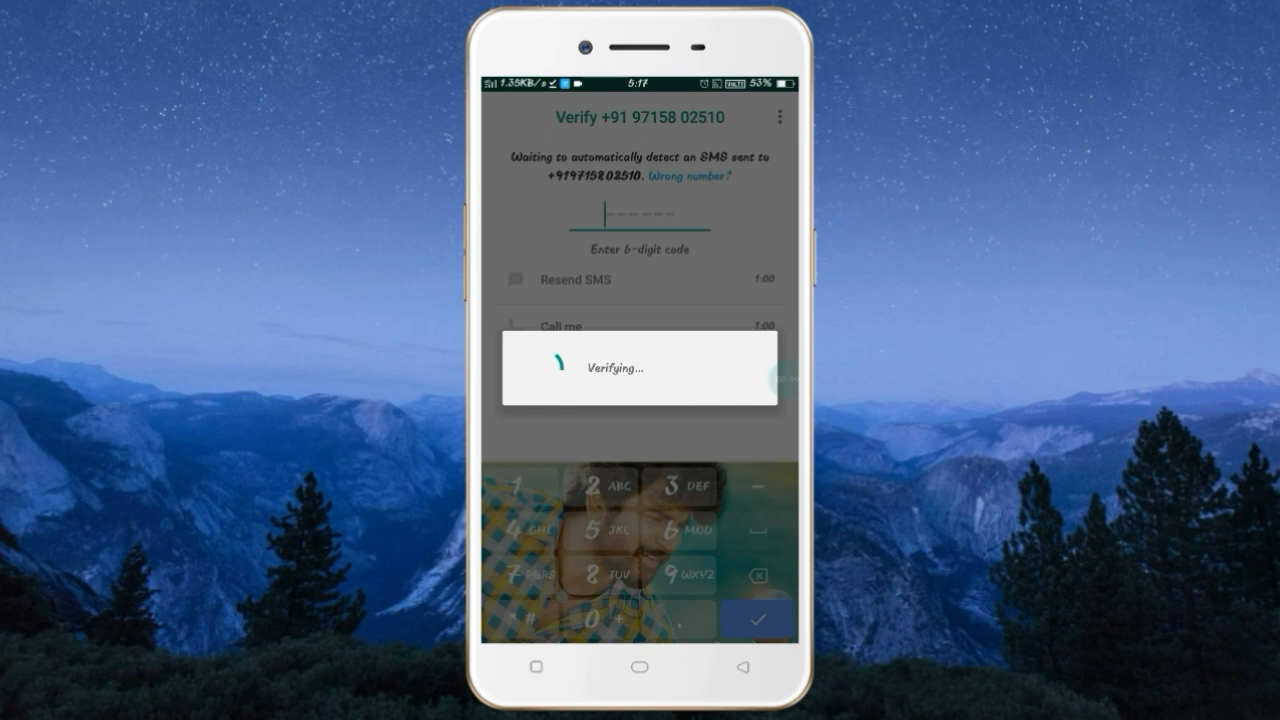 1.35KB/s 5:17 VoLTE 53%
Verify +91 97158 02510
Waiting to automatically detect an SMS sent to
+919715802510. Wrong number?
Enter 6-digit code
Resend SMS 1:00
Call me 1:00
Verifying...
1 2 ABC 3 DEF
4 GHI 5 JKL 6 MNO
7 PQRS 8 TUV 9 WXYZ
* # 0 + .